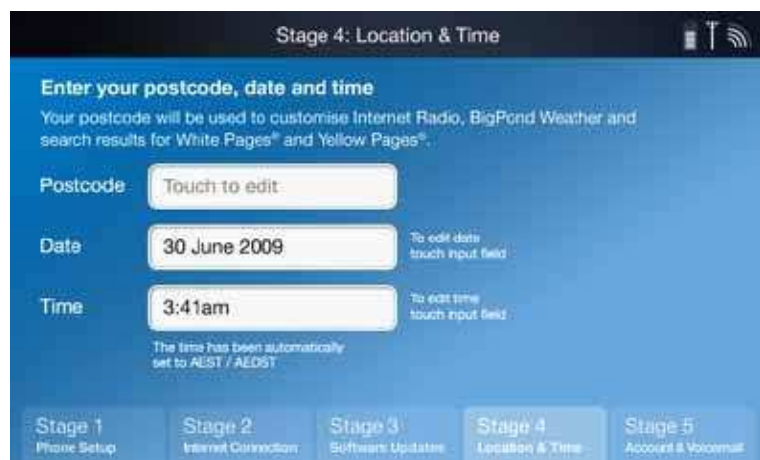 Stage 4: Location & Time
Enter your postcode, date and time
Your postcode will be used to customise Internet Radio, BigPond Weather and
search results for White Pages® and Yellow Pages®.
Postcode Touch to edit
Date 30 June 2009 To edit date
touch input field
Time 3:41am To edit time
touch input field
The time has been automatically
set to AEST / AEDST
Stage 1 Stage 2 Stage 3 Stage 4 Stage 5
Phone Setup Internet Connection Software Updates Location & Time Account & Voicemail